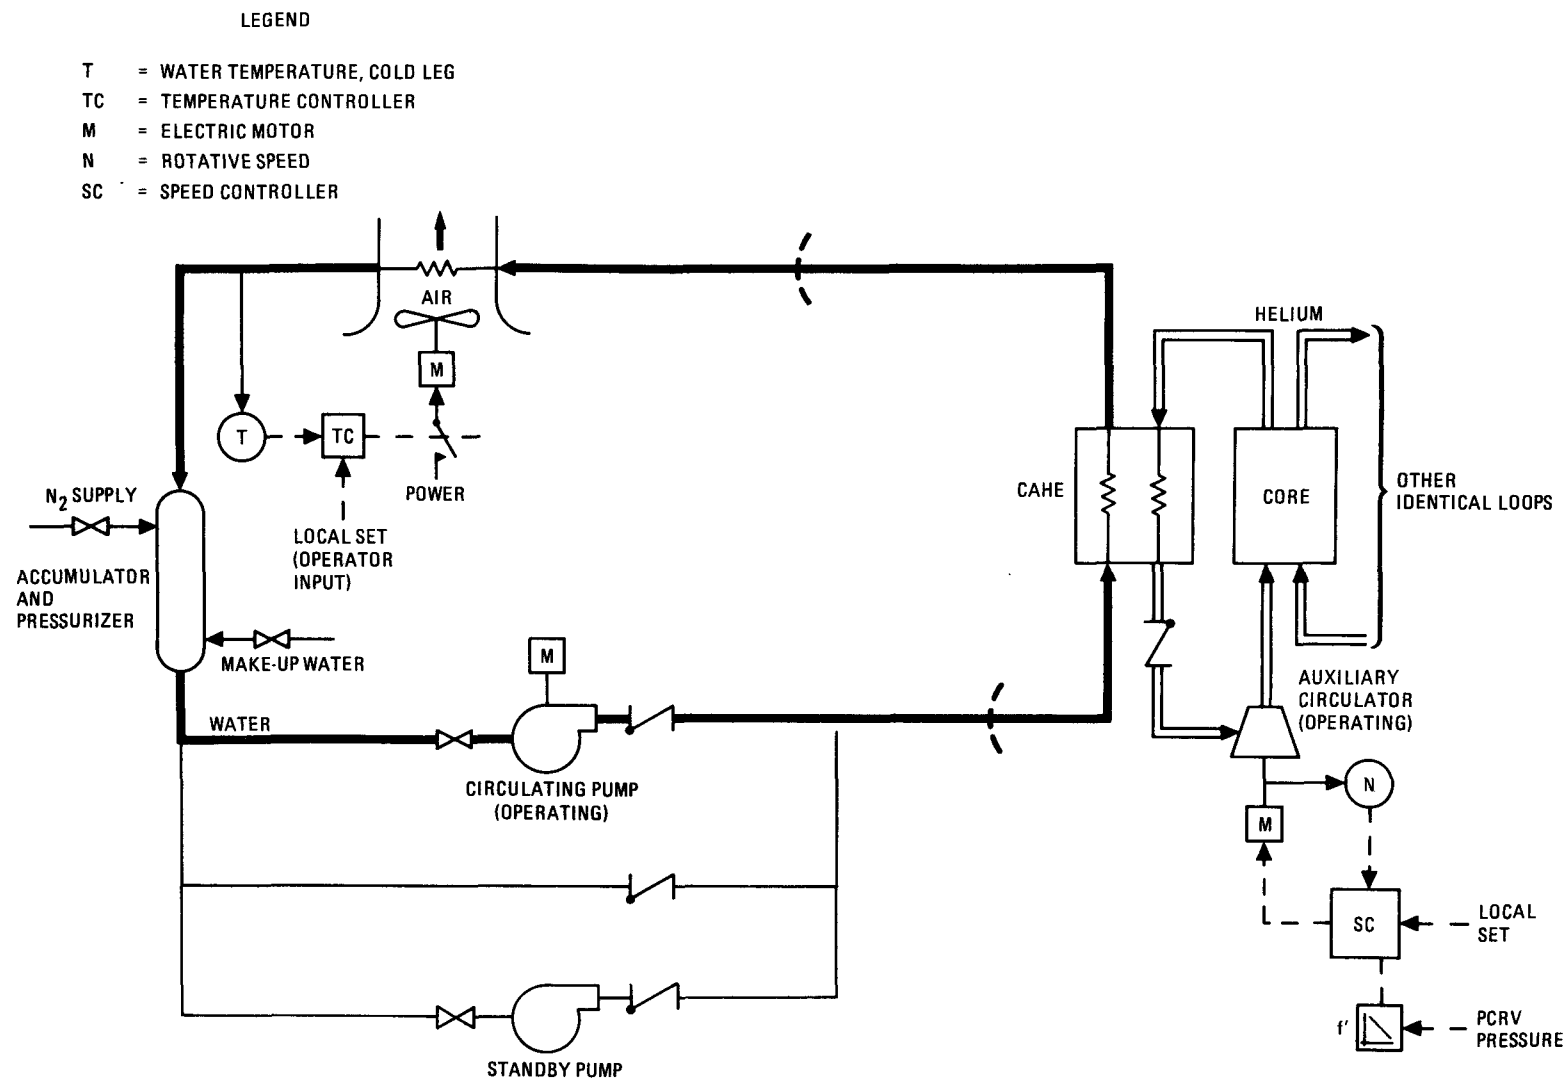 LEGEND
T = WATER TEMPERATURE, COLD LEG
TC = TEMPERATURE CONTROLLER
M = ELECTRIC MOTOR
N = ROTATIVE SPEED
SC = SPEED CONTROLLER
AIR
M
T
TC
POWER
LOCAL SET
(OPERATOR
INPUT)
N2 SUPPLY
ACCUMULATOR
AND
PRESSURIZER
MAKE-UP WATER
WATER
M
CIRCULATING PUMP
(OPERATING)
STANDBY PUMP
HELIUM
CAHE
CORE
OTHER
IDENTICAL LOOPS
AUXILIARY
CIRCULATOR
(OPERATING)
N
M
SC
LOCAL
SET
f'
PCRV
PRESSURE